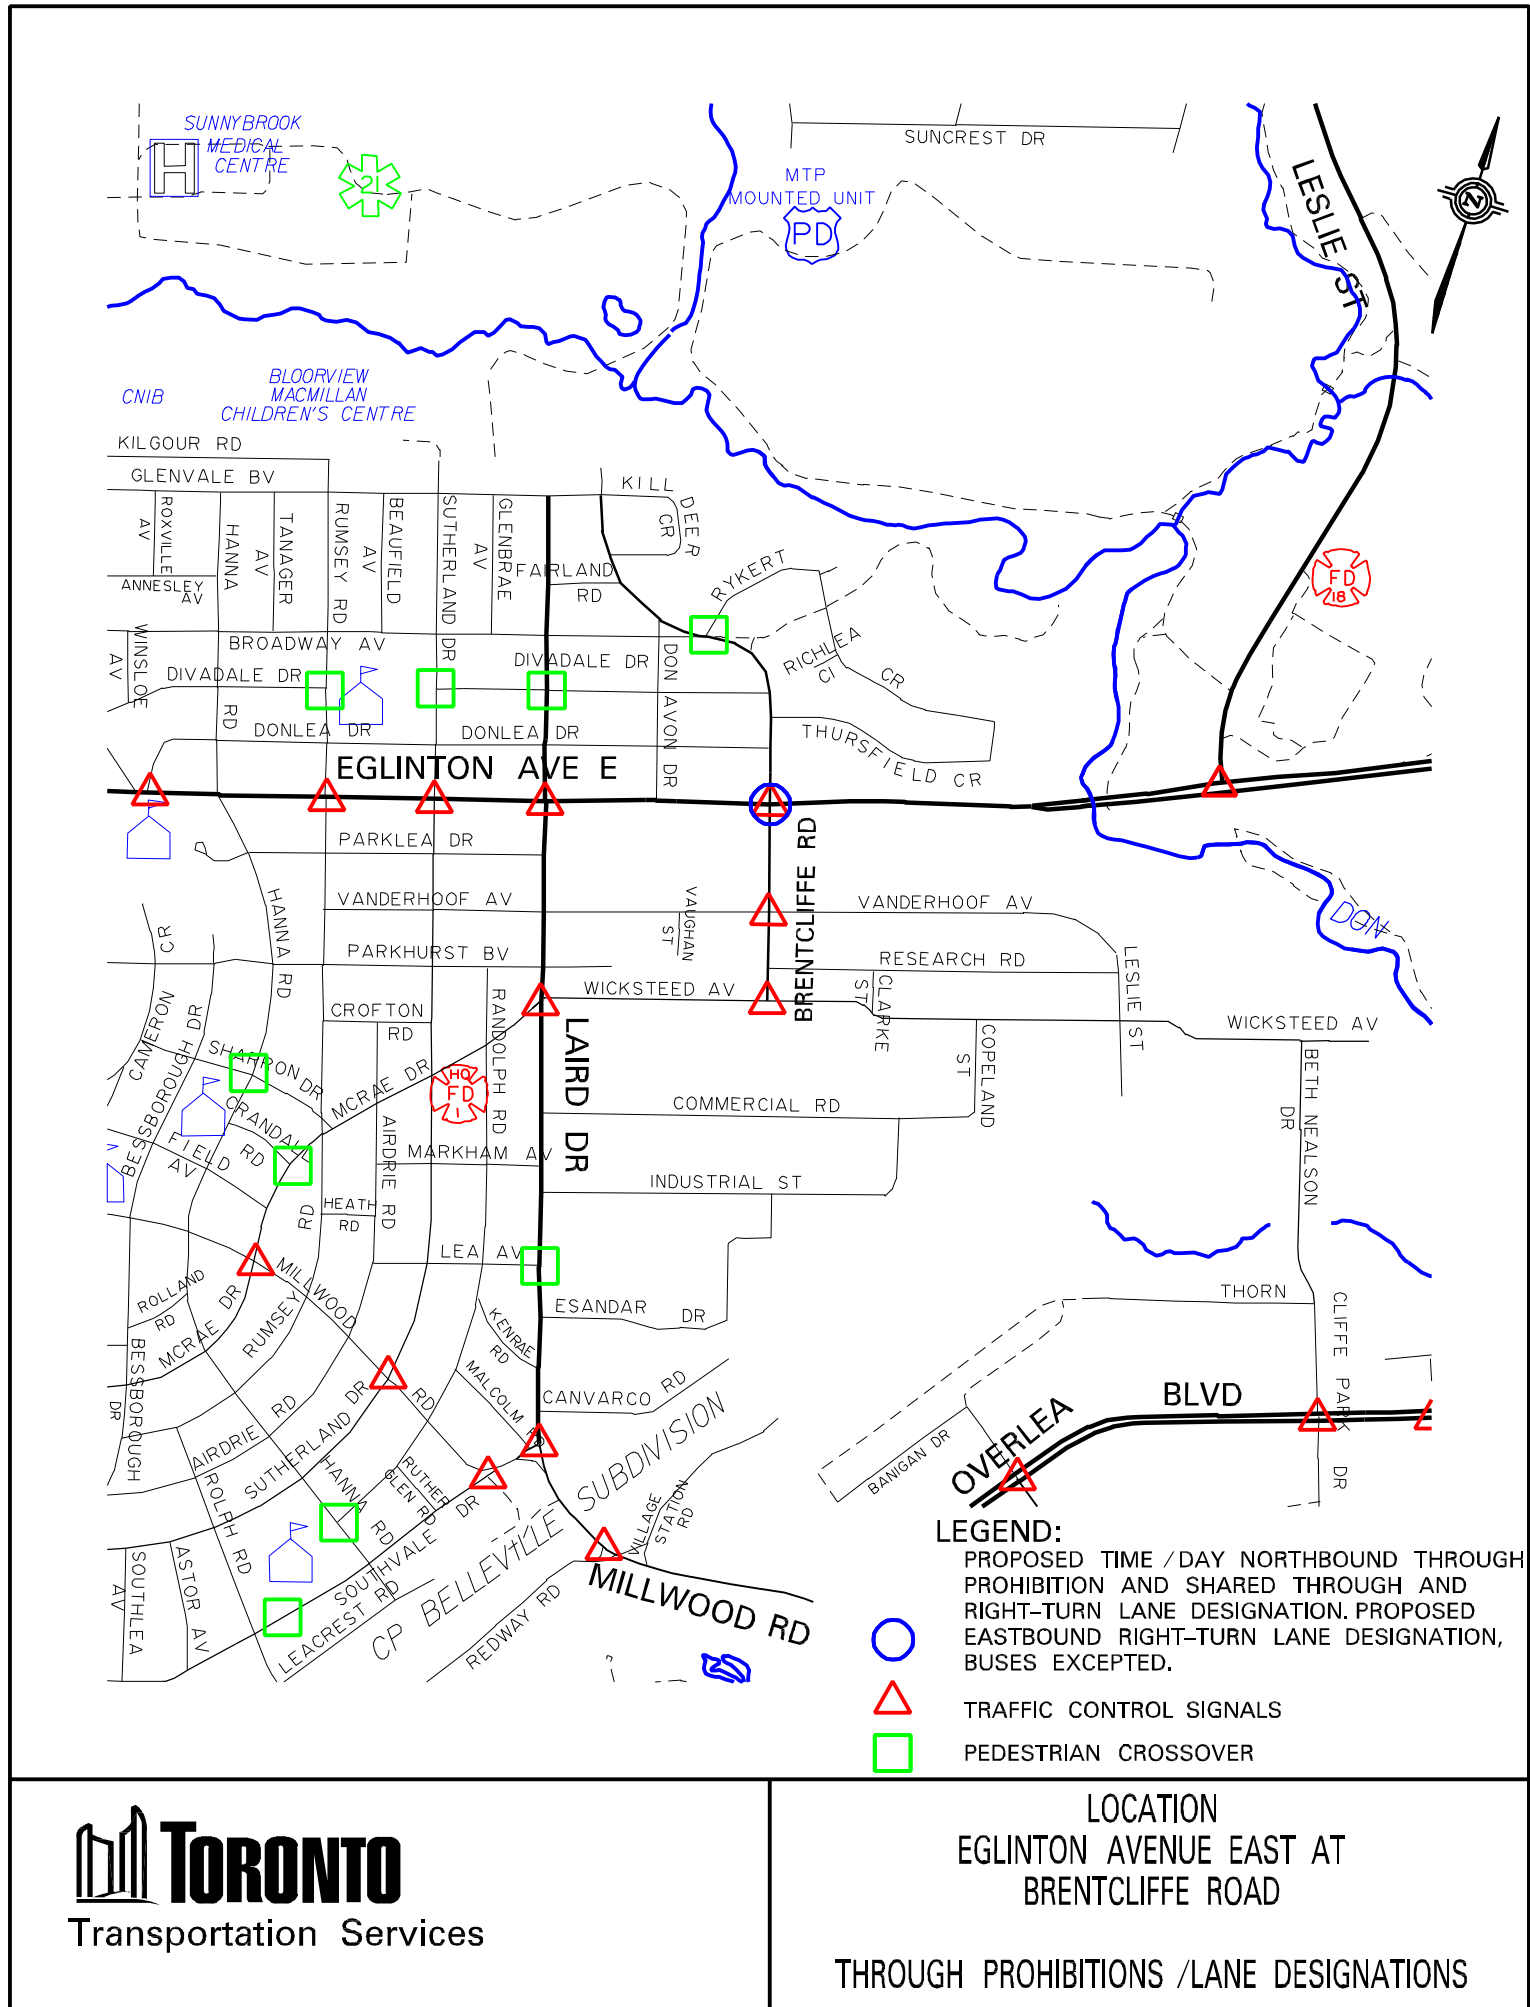 SUNNYBROOK
MEDICAL
CENTRE
H
21
SUNCREST DR
MTP
MOUNTED UNIT
PD
LESLIE ST
N
CNIB
BLOORVIEW
MACMILLAN
CHILDREN'S CENTRE
KILGOUR RD
GLENVALE BV
ROXVILLE
AV
HANNA
TANAGER
AV
RUMSEY RD
BEAUFIELD
AV
SUTHERLAND DR
GLENBRAE
AV
KILL
DEER
CR
FAIRLAND
RD
RYKERT
FD
18
ANNESLEY
AV
WINSLOE
AV
BROADWAY AV
DIVADALE DR
DIVADALE DR
DON AVON DR
RICHLEA
CI
CR
RD
DONLEA DR
DONLEA DR
THURSFIELD CR
EGLINTON AVE E
PARKLEA DR
BRENTCLIFFE RD
HANNA RD
VANDERHOOF AV
VAUGHAN
ST
VANDERHOOF AV
DON
CR
PARKHURST BV
RESEARCH RD
LESLIE ST
CAMERON
WICKSTEED AV
CLARKE
ST
BESSBOROUGH DR
CROFTON
RD
RANDOLPH RD
LAIRD DR
COPELAND
ST
WICKSTEED AV
SHARRON DR
MCRAE DR
HQ
FD
1
BETH NEALSON
DR
CRANDALL
RD
COMMERCIAL RD
FIELD
AV
AIRDRIE RD
MARKHAM AV
INDUSTRIAL ST
HEATH
RD
RD
LEA AV
MILLWOOD
RD
ROLLAND
RD
DR
MCRAE
RUMSEY
ESANDAR DR
THORN
CLIFFE PARK
DR
KENRAE
RD
BESSBOROUGH
DR
MALCOLM RD
CANVARCO RD
BLVD
OVERLEA
AIRDRIE
RD
SUTHERLAND DR
BANIGAN DR
ROLPH RD
HANNA
RD
RUTHER
GLEN RD
SOUTHVALE
DR
CP BELLEVILLE SUBDIVISION
VILLAGE
STATION
RD
SOUTHLEA
AV
ASTOR AV
LEACREST RD
REDWAY RD
MILLWOOD RD
LEGEND:
PROPOSED TIME /DAY NORTHBOUND THROUGH
PROHIBITION AND SHARED THROUGH AND
RIGHT-TURN LANE DESIGNATION. PROPOSED
EASTBOUND RIGHT-TURN LANE DESIGNATION,
BUSES EXCEPTED.
TRAFFIC CONTROL SIGNALS
PEDESTRIAN CROSSOVER
TORONTO
Transportation Services
LOCATION
EGLINTON AVENUE EAST AT
BRENTCLIFFE ROAD
THROUGH PROHIBITIONS /LANE DESIGNATIONS